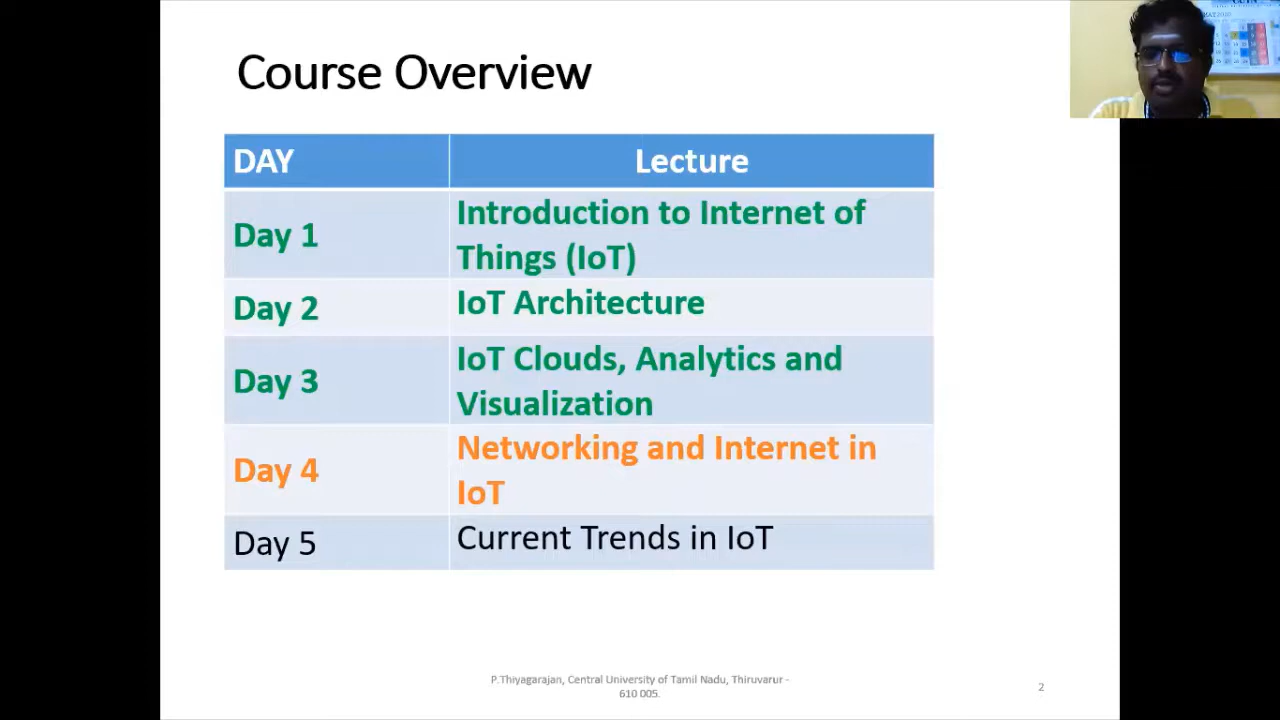 Course Overview
DAY
Lecture
Day 1
Introduction to Internet of
Things (IoT)
Day 2
IoT Architecture
Day 3
IoT Clouds, Analytics and
Visualization
Day 4
Networking and Internet in
IoT
Day 5
Current Trends in IoT
P.Thiyagarajan, Central University of Tamil Nadu, Thiruvarur -
610 005.
2